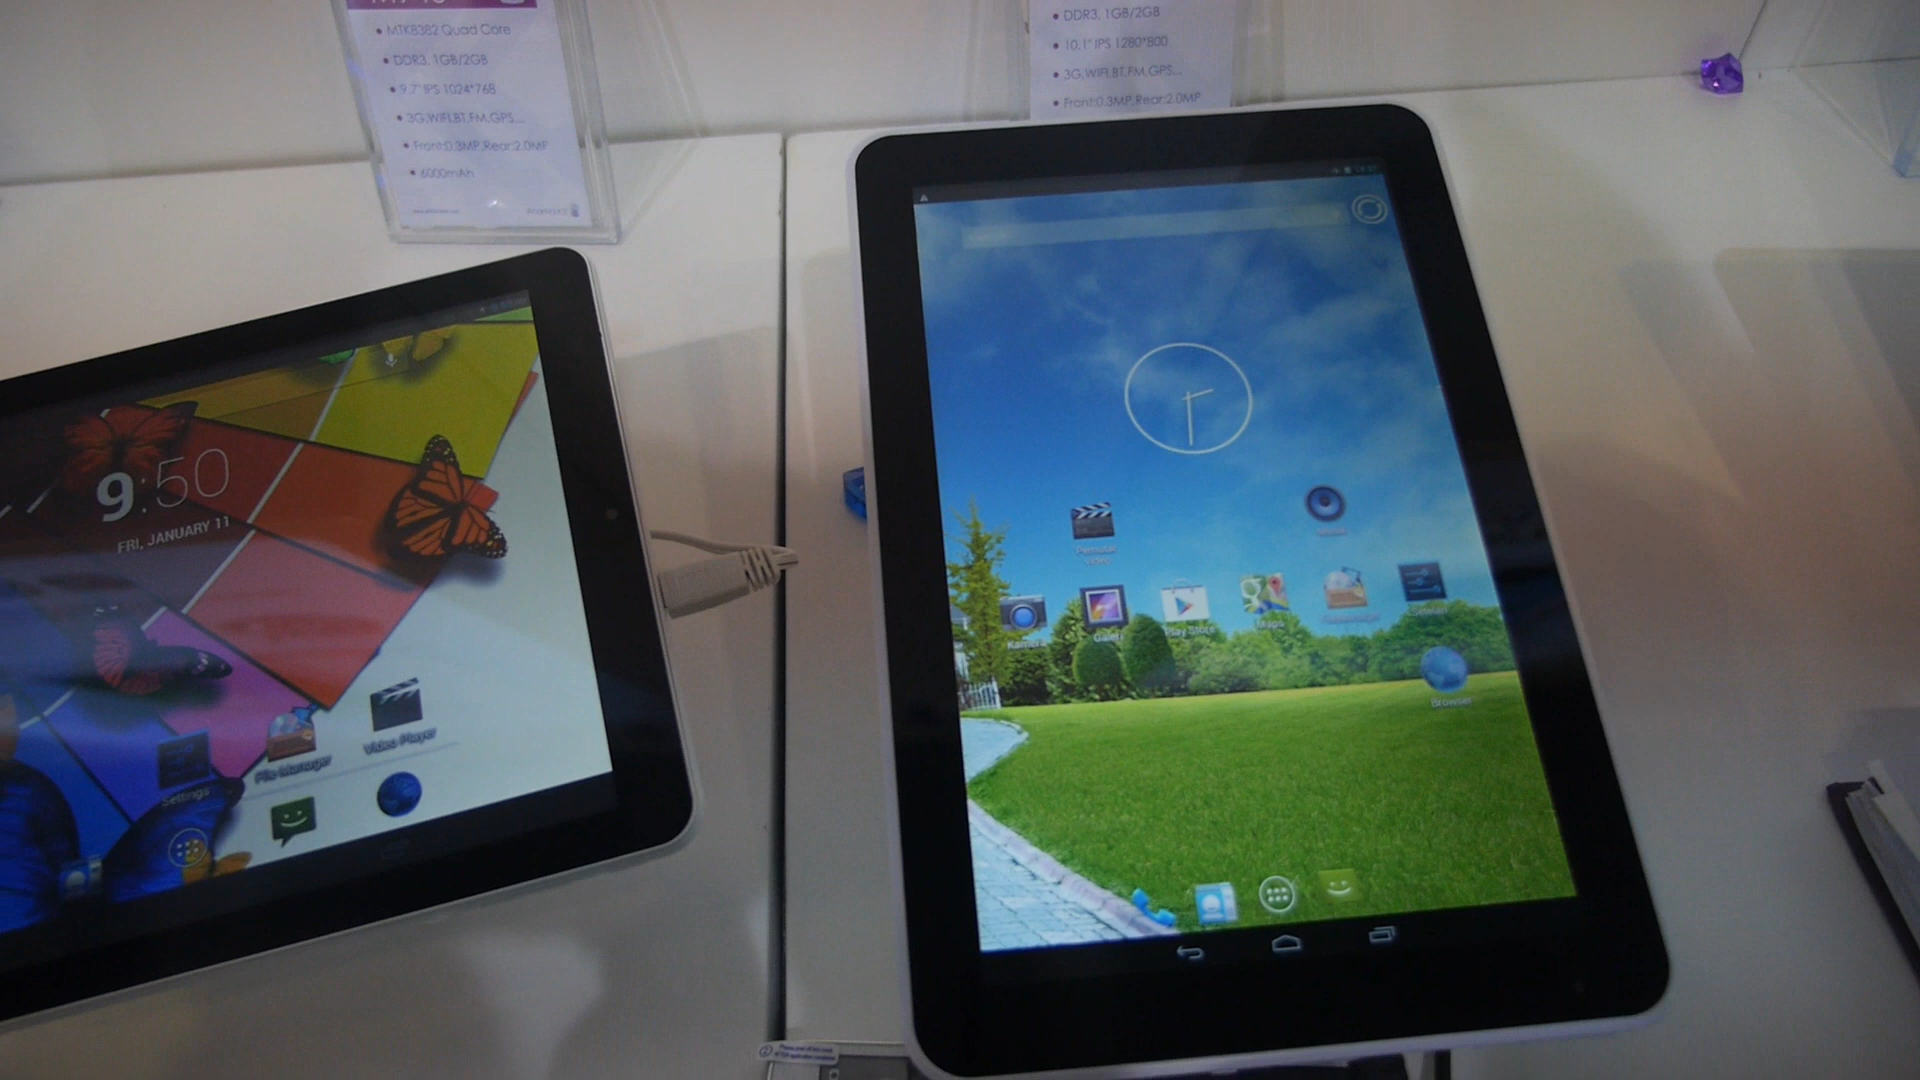 • MTK8382 Quad Core
• DDR3, 1GB/2GB
• 9.7" IPS 1024*768
• 3G,WIFI,BT,FM,GPS...
• Front:0.3MP,Rear:2.0MP
• 6000mAh
• DDR3, 1GB/2GB
• 10.1" IPS 1280*800
• 3G,WIFI,BT,FM,GPS...
• Front:0.3MP,Rear:2.0MP
9:50
FRI, JANUARY 11
Settings
File Manager
Video Player
Pemutar
Video
Kamera
Galeri
Play Store
Maps
Setelan
Browser